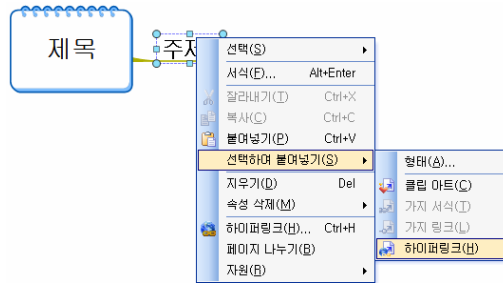 제목
주제
선택(S)
서식(F)... Alt+Enter
잘라내기(T) Ctrl+X
복사(C) Ctrl+C
붙여넣기(P) Ctrl+V
선택하여 붙여넣기(S)
지우기(D) Del
속성 삭제(M)
하이퍼링크(H)... Ctrl+H
페이지 나누기(B)
자원(R)
형태(A)...
클립 아트(C)
가지 서식(T)
가지 링크(L)
하이퍼링크(H)